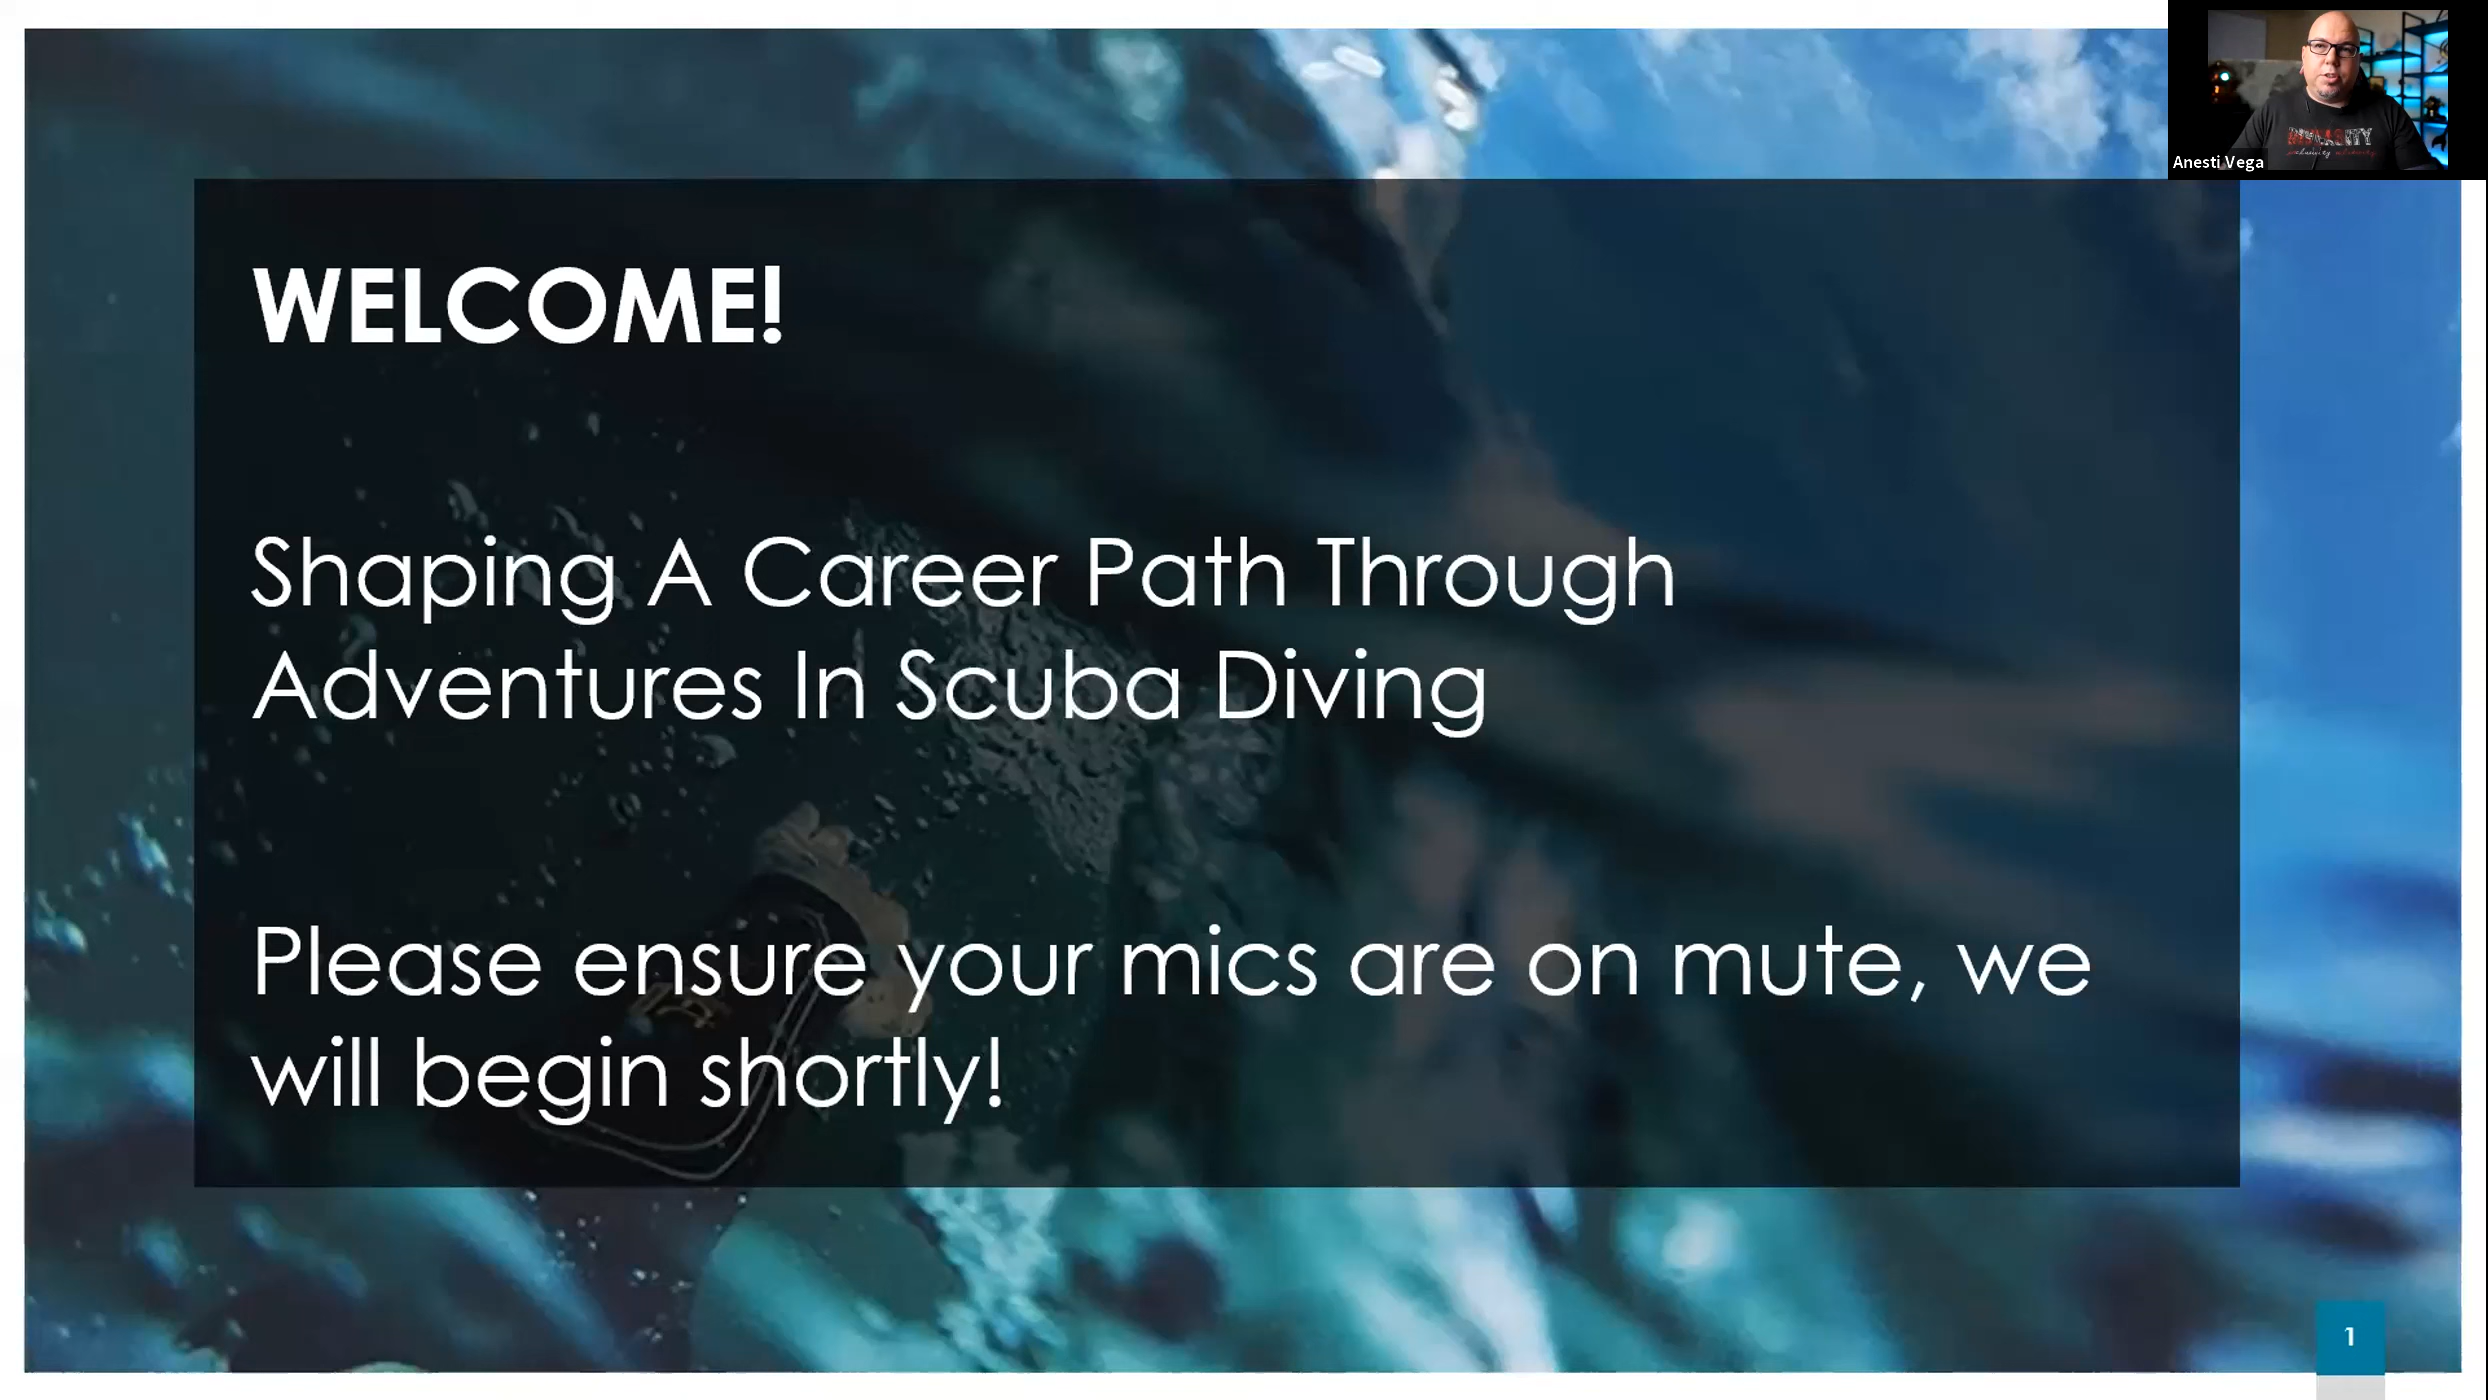 Anesti Vega
WELCOME!
Shaping A Career Path Through
Adventures In Scuba Diving
Please ensure your mics are on mute, we
will begin shortly!
1